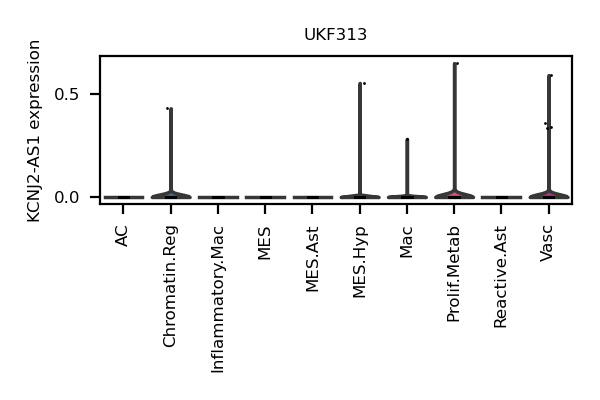 UKF313
KCNJ2-AS1 expression
0.5
0.0
AC
Chromatin.Reg
Inflammatory.Mac
MES
MES.Ast
MES.Hyp
Mac
Prolif.Metab
Reactive.Ast
Vasc